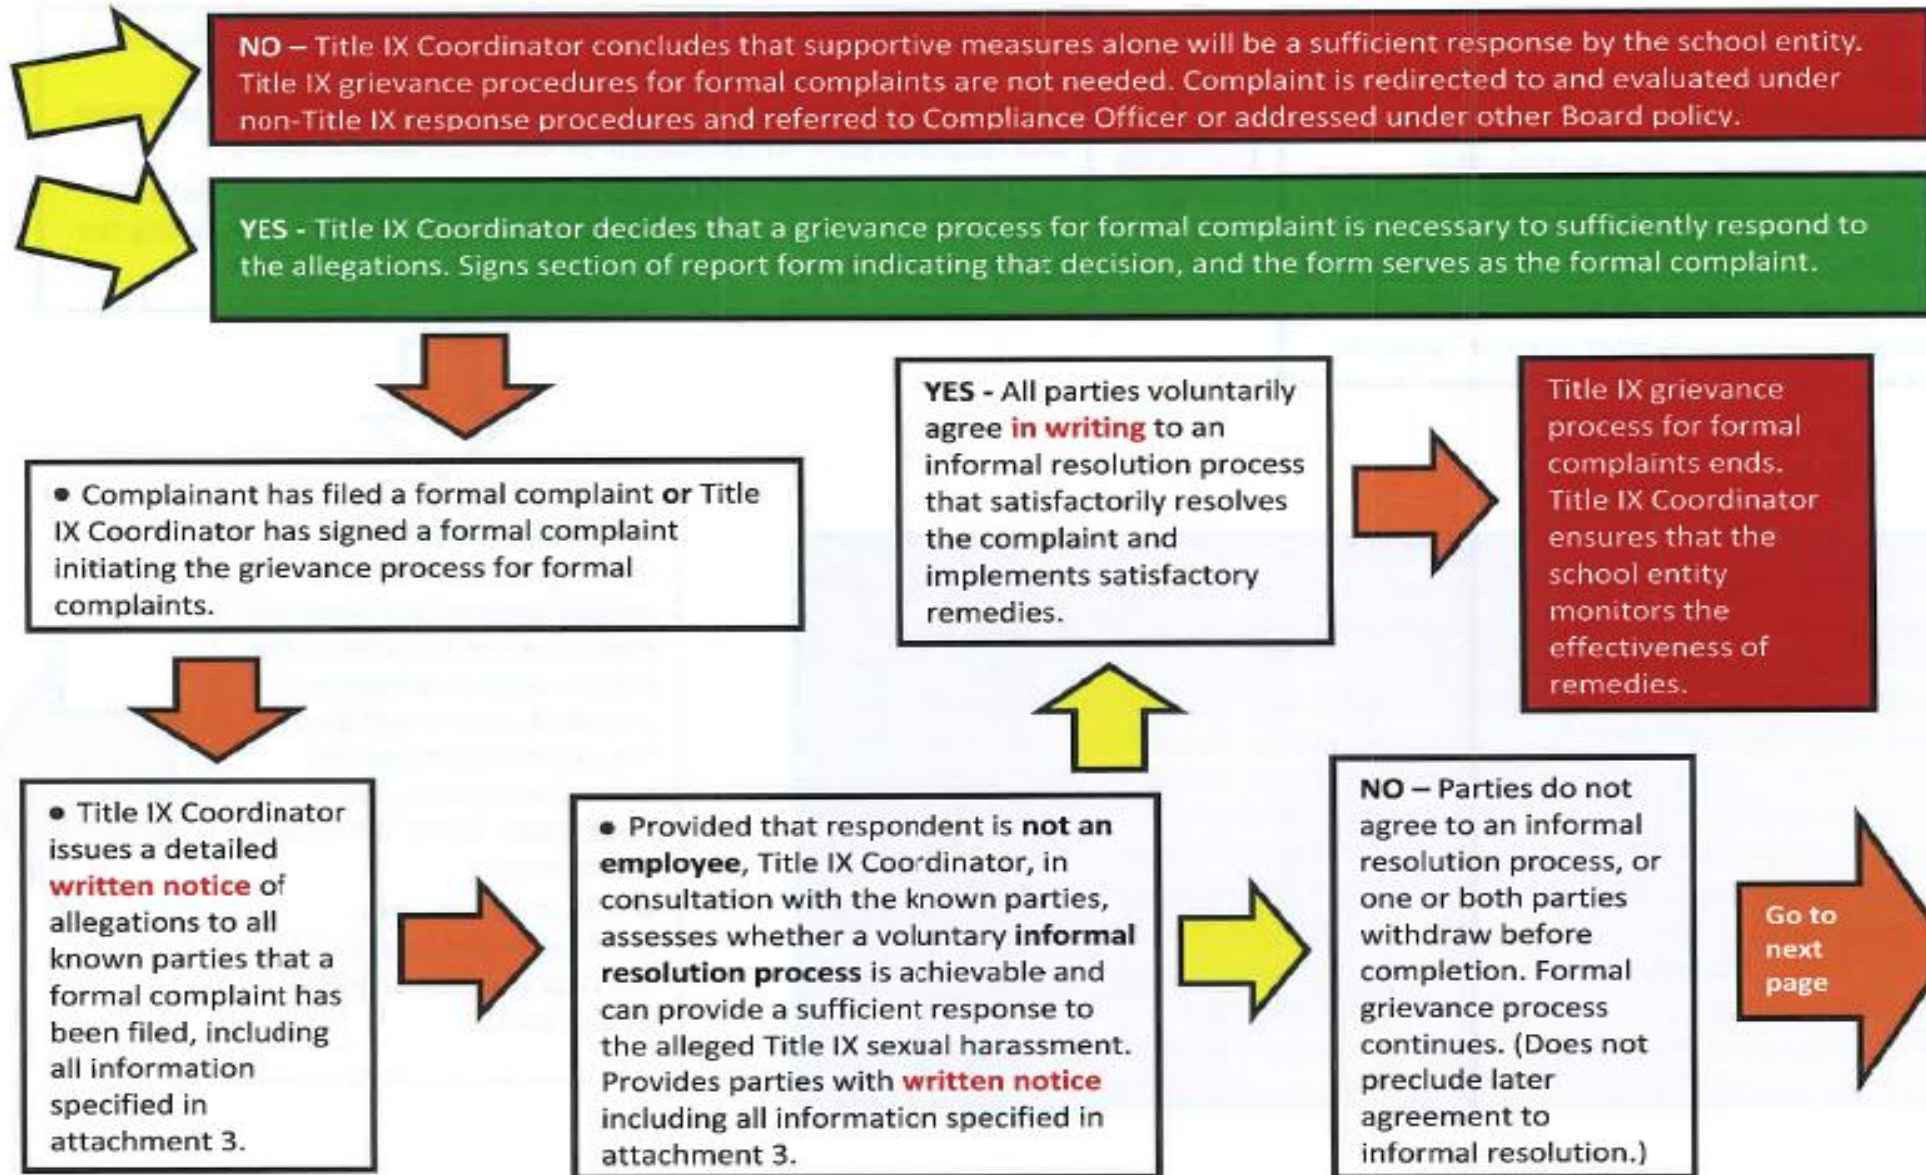 NO – Title IX Coordinator concludes that supportive measures alone will be a sufficient response by the school entity.
Title IX grievance procedures for formal complaints are not needed. Complaint is redirected to and evaluated under
non-Title IX response procedures and referred to Compliance Officer or addressed under other Board policy.
YES - Title IX Coordinator decides that a grievance process for formal complaint is necessary to sufficiently respond to
the allegations. Signs section of report form indicating that decision, and the form serves as the formal complaint.
• Complainant has filed a formal complaint or Title
IX Coordinator has signed a formal complaint
initiating the grievance process for formal
complaints.
YES - All parties voluntarily
agree in writing to an
informal resolution process
that satisfactorily resolves
the complaint and
implements satisfactory
remedies.
Title IX grievance
process for formal
complaints ends.
Title IX Coordinator
ensures that the
school entity
monitors the
effectiveness of
remedies.
• Title IX Coordinator
issues a detailed
written notice of
allegations to all
known parties that a
formal complaint has
been filed, including
all information
specified in
attachment 3.
• Provided that respondent is not an
employee, Title IX Coordinator, in
consultation with the known parties,
assesses whether a voluntary informal
resolution process is achievable and
can provide a sufficient response to
the alleged Title IX sexual harassment.
Provides parties with written notice
including all information specified in
attachment 3.
NO – Parties do not
agree to an informal
resolution process, or
one or both parties
withdraw before
completion. Formal
grievance process
continues. (Does not
preclude later
agreement to
informal resolution.)
Go to
next
page